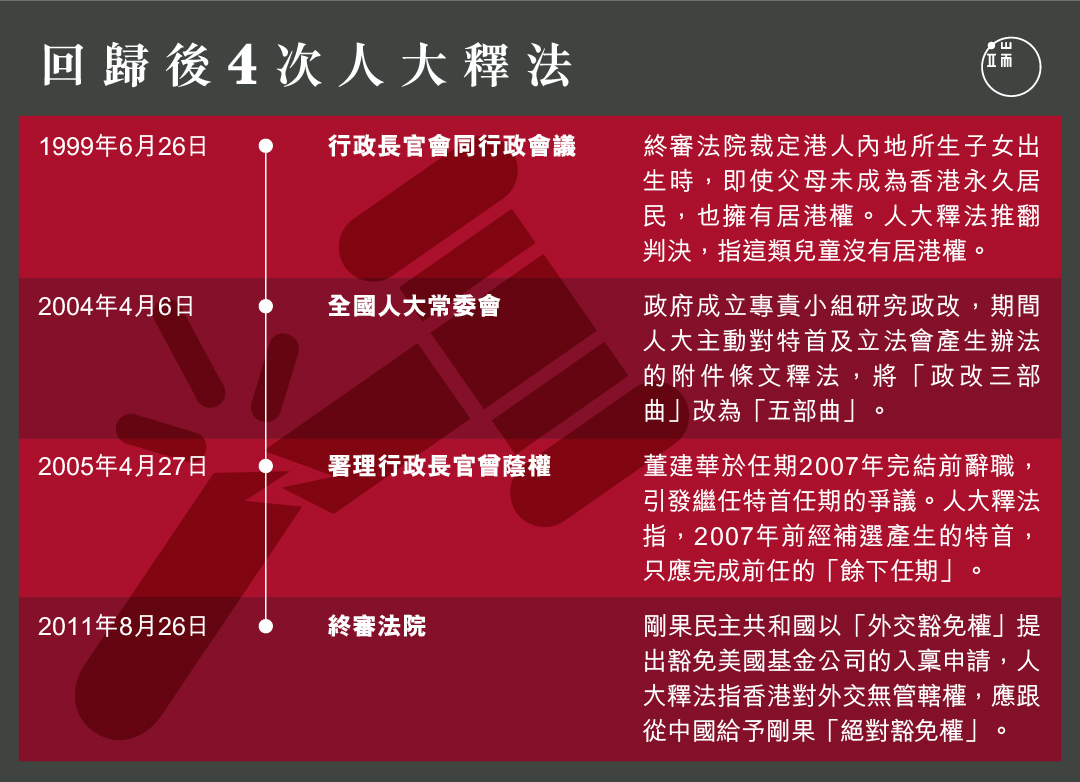 回歸後4次人大釋法
端
1999年6月26日
行政長官會同行政會議
終審法院裁定港人內地所生子女出
生時，即使父母未成為香港永久居
民，也擁有居港權。人大釋法推翻
判決，指這類兒童沒有居港權。
2004年4月6日
全國人大常委會
政府成立專責小組研究政改，期間
人大主動對特首及立法會產生辦法
的附件條文釋法，將「政改三部
曲」改為「五部曲」。
2005年4月27日
署理行政長官曾蔭權
董建華於任期2007年完結前辭職，
引發繼任特首任期的爭議。人大釋法
指，2007年前經補選產生的特首，
只應完成前任的「餘下任期」。
2011年8月26日
終審法院
剛果民主共和國以「外交豁免權」提
出豁免美國基金公司的入稟申請，人
大釋法指香港對外交無管轄權，應跟
從中國給予剛果「絕對豁免權」。